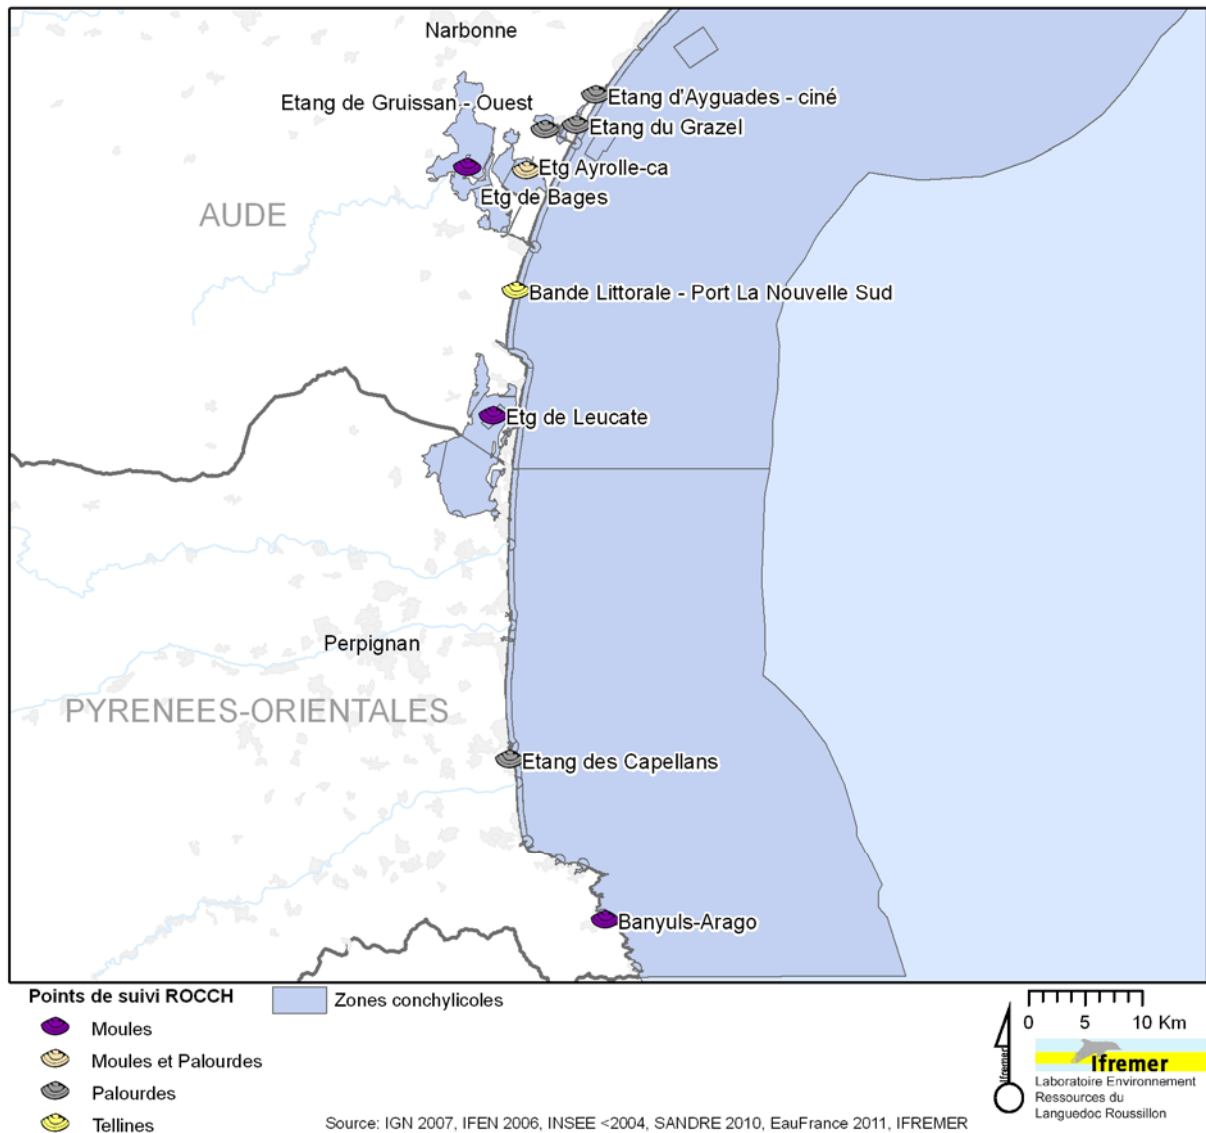 Narbonne
Etang de Gruissan - Ouest
Etang d'Ayguades - ciné
Etang du Grazel
Etg Ayrolle-ca
Etg de Bages
AUDE
Bande Littorale - Port La Nouvelle Sud
Etg de Leucate
Perpignan
PYRENEES-ORIENTALES
Etang des Capellans
Banyuls-Arago
Points de suivi ROCCH
Moules
Moules et Palourdes
Palourdes
Tellines
Zones conchylicoles
0 5 10 Km
Ifremer
Ifremer
Laboratoire Environnement
Ressources du
Languedoc Roussillon
Source: IGN 2007, IFEN 2006, INSEE <2004, SANDRE 2010, EauFrance 2011, IFREMER